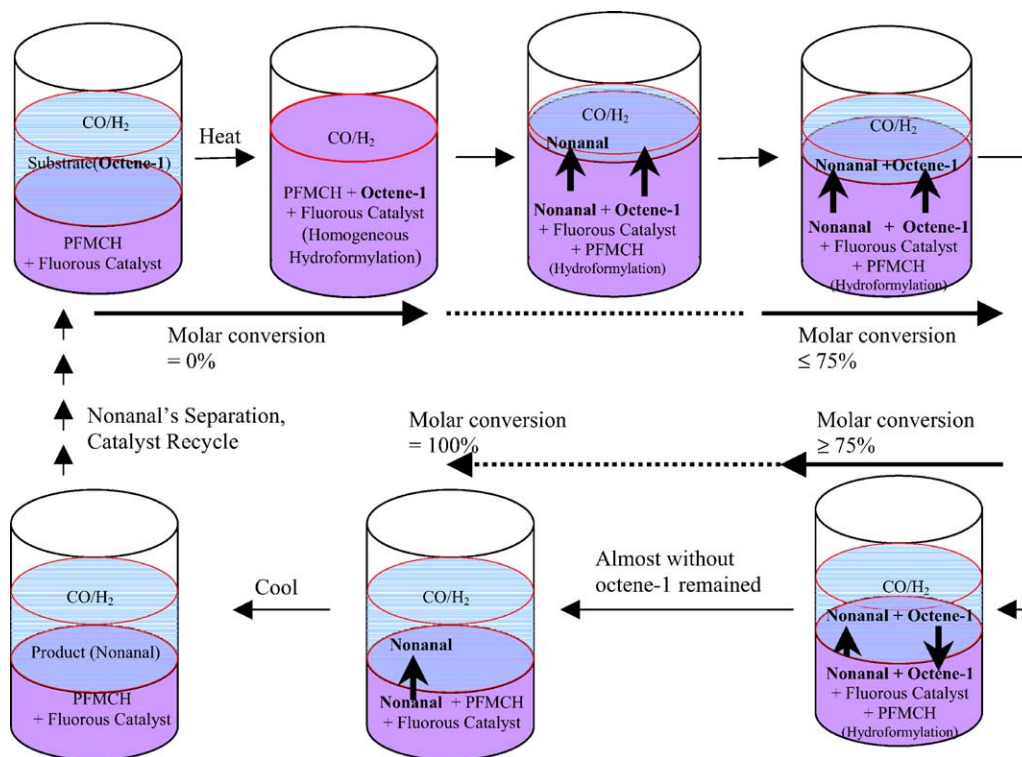 CO/H₂
Substrate(Octene-1)
PFMCH
+ Fluorous Catalyst
Heat
CO/H₂
PFMCH + Octene-1
+ Fluorous Catalyst
(Homogeneous
Hydroformylation)
CO/H₂
Nonanal
Nonanal + Octene-1
+ Fluorous Catalyst
+ PFMCH
(Hydroformylation)
CO/H₂
Nonanal +Octene-1
Nonanal + Octene-1
+ Fluorous Catalyst
+ PFMCH
(Hydroformylation)
Molar conversion
= 0%
Molar conversion
≤ 75%
Nonanal's Separation,
Catalyst Recycle
Molar conversion
= 100%
Molar conversion
≥ 75%
CO/H₂
Product (Nonanal)
PFMCH
+ Fluorous Catalyst
Cool
CO/H₂
Nonanal
Nonanal + PFMCH
+ Fluorous Catalyst
Almost without
octene-1 remained
CO/H₂
Nonanal + Octene-1
Nonanal + Octene-1
+ Fluorous Catalyst
+ PFMCH
(Hydroformylation)